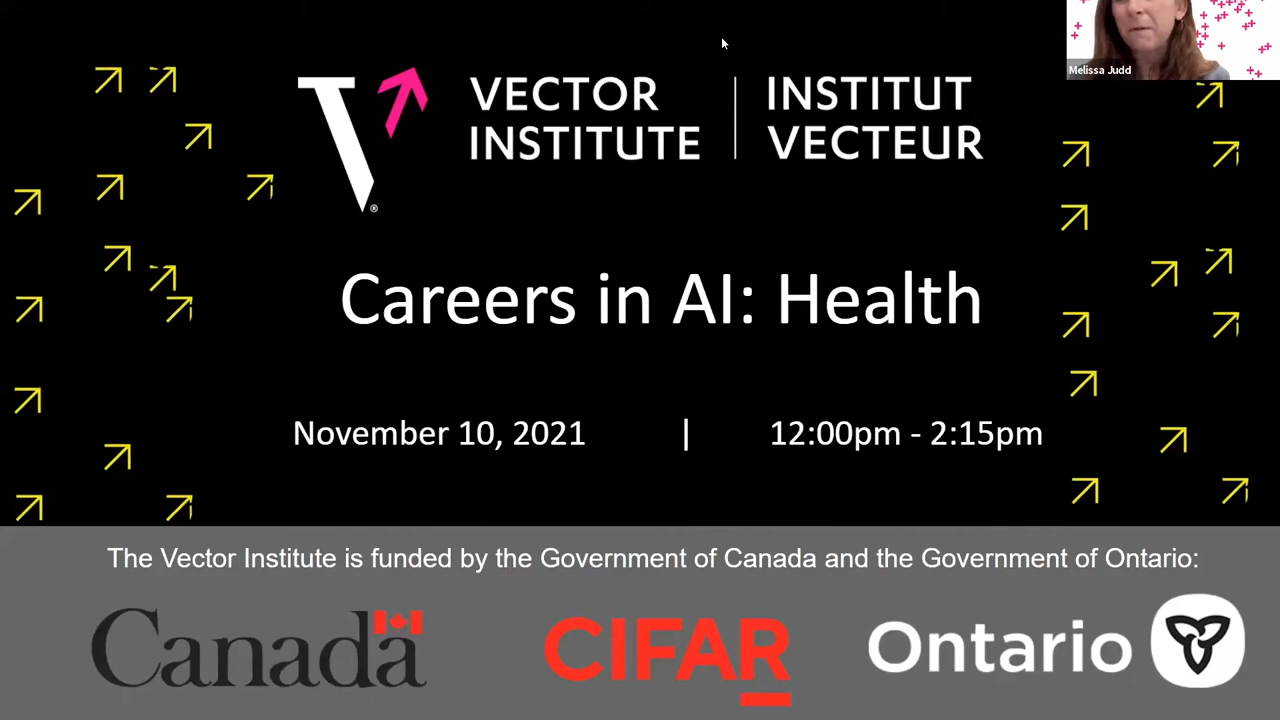 Melissa Judd
VECTOR
INSTITUTE
INSTITUT
VECTEUR
®
Careers in AI: Health
November 10, 2021 | 12:00pm - 2:15pm
The Vector Institute is funded by the Government of Canada and the Government of Ontario:
Canada
CIFAR
Ontario